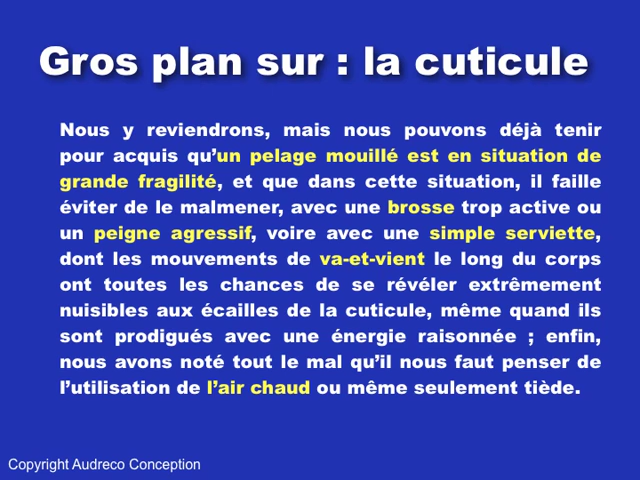 Gros plan sur : la cuticule
Nous y reviendrons, mais nous pouvons déjà tenir
pour acquis qu’un pelage mouillé est en situation de
grande fragilité, et que dans cette situation, il faille
éviter de le malmener, avec une brosse trop active ou
un peigne agressif, voire avec une simple serviette,
dont les mouvements de va-et-vient le long du corps
ont toutes les chances de se révéler extrêmement
nuisibles aux écailles de la cuticule, même quand ils
sont prodigués avec une énergie raisonnée ; enfin,
nous avons noté tout le mal qu’il nous faut penser de
l’utilisation de l’air chaud ou même seulement tiède.
Copyright Audreco Conception